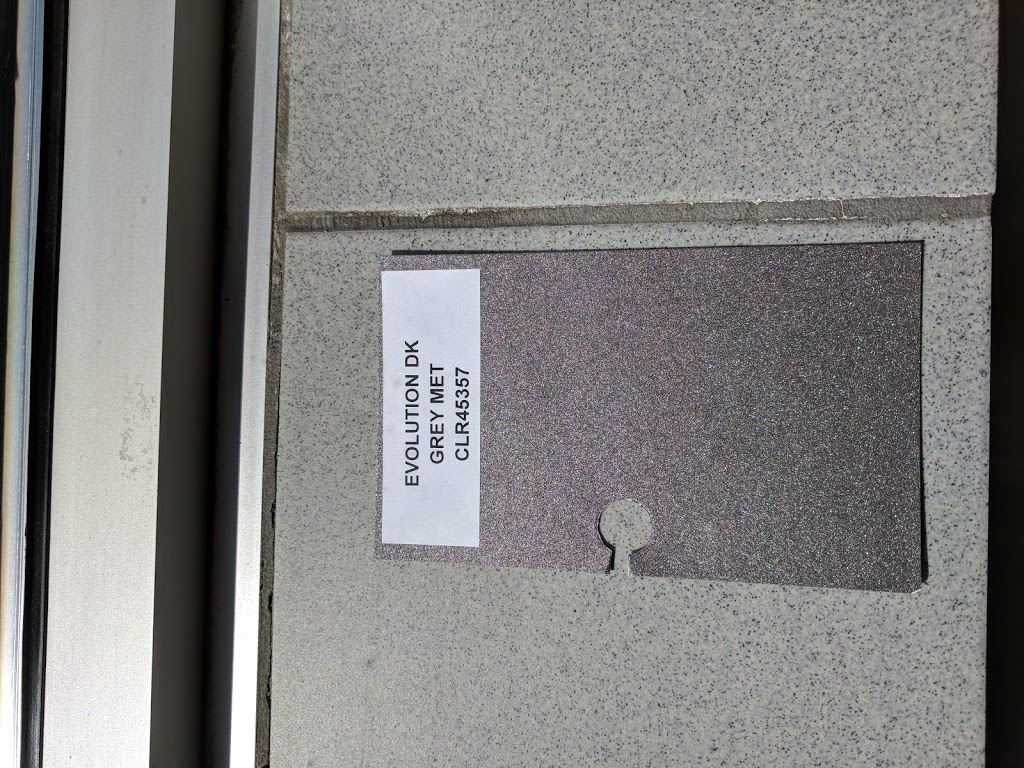 EVOLUTION DK
GREY MET
CLR45357